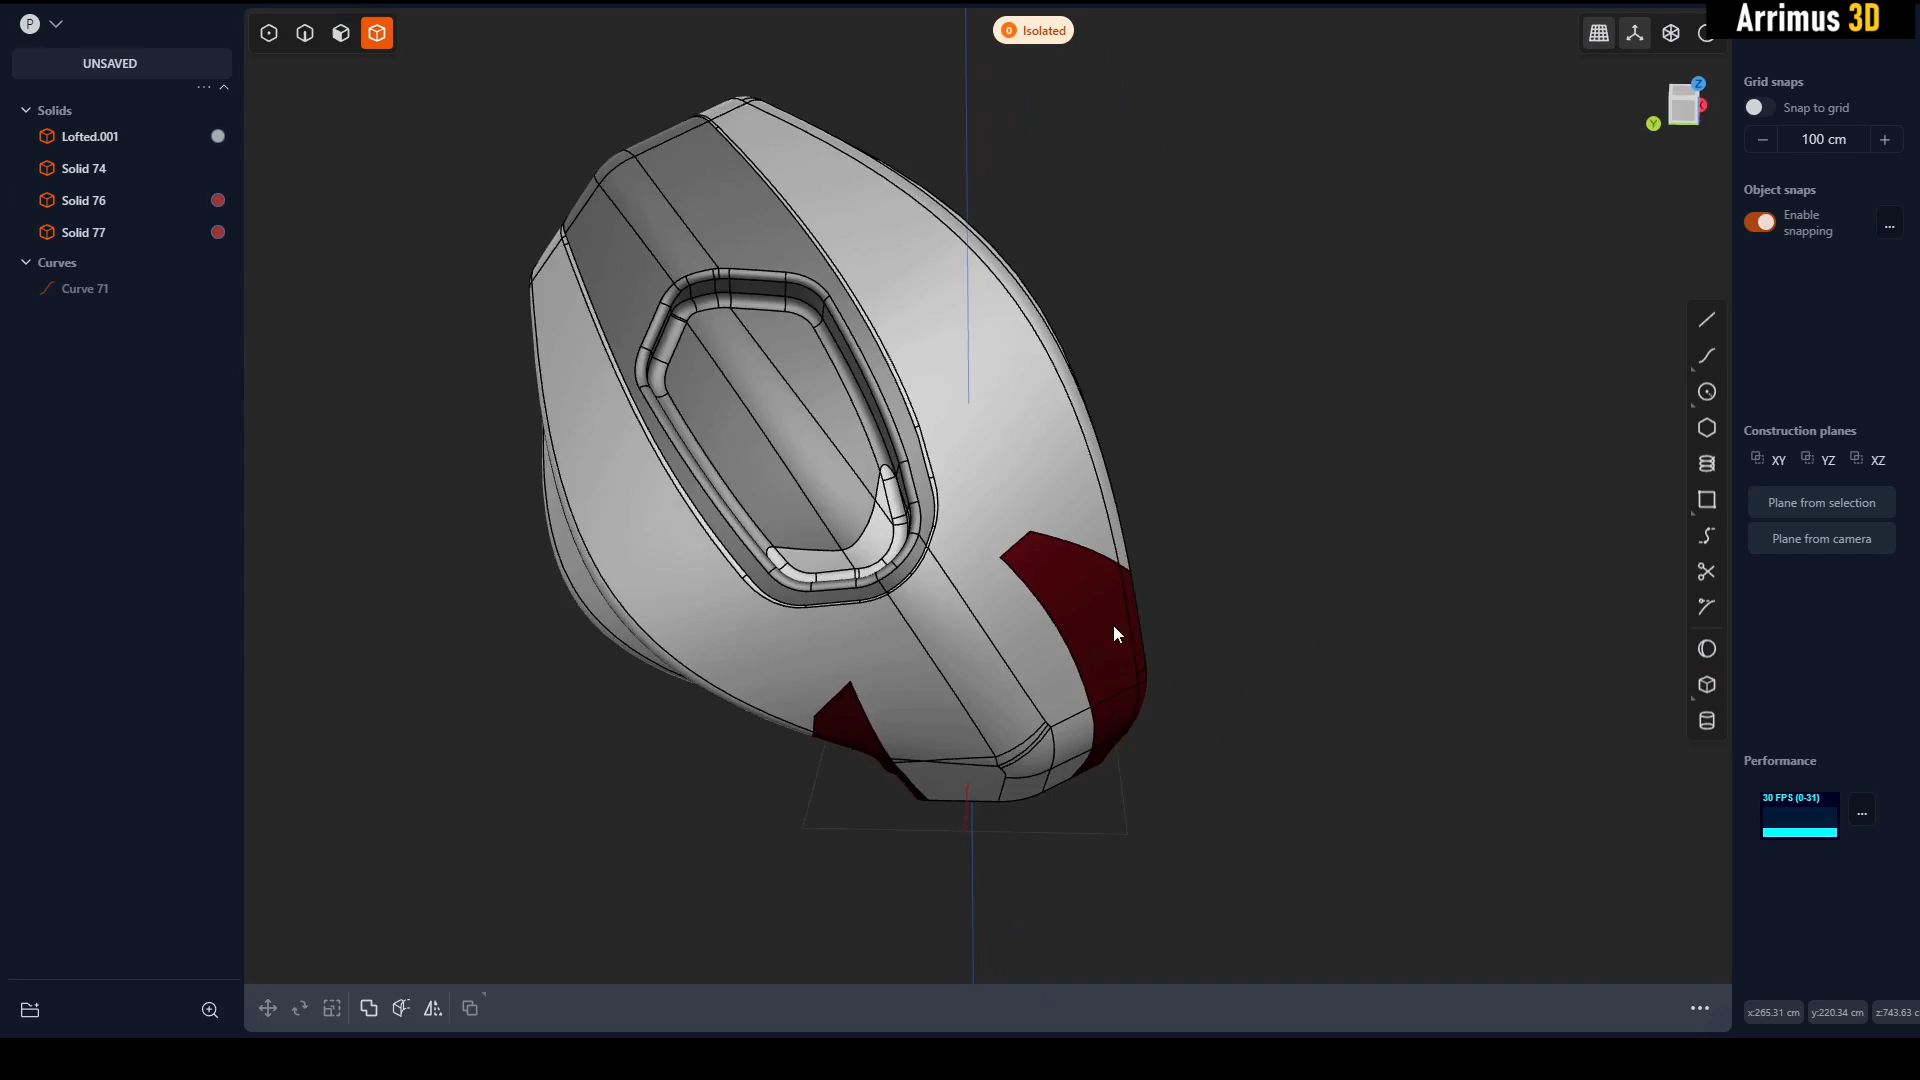 P
UNSAVED
Solids
Lofted.001
Solid 74
Solid 76
Solid 77
Curves
Curve 71
0 Isolated
Arrimus 3D
Z
X
Y
Grid snaps
Snap to grid
100 cm
Object snaps
Enable
snapping
...
Construction planes
XY
YZ
XZ
Plane from selection
Plane from camera
Performance
30 FPS (0-31)
...
x:265.31 cm
y:220.34 cm
z:743.63 c